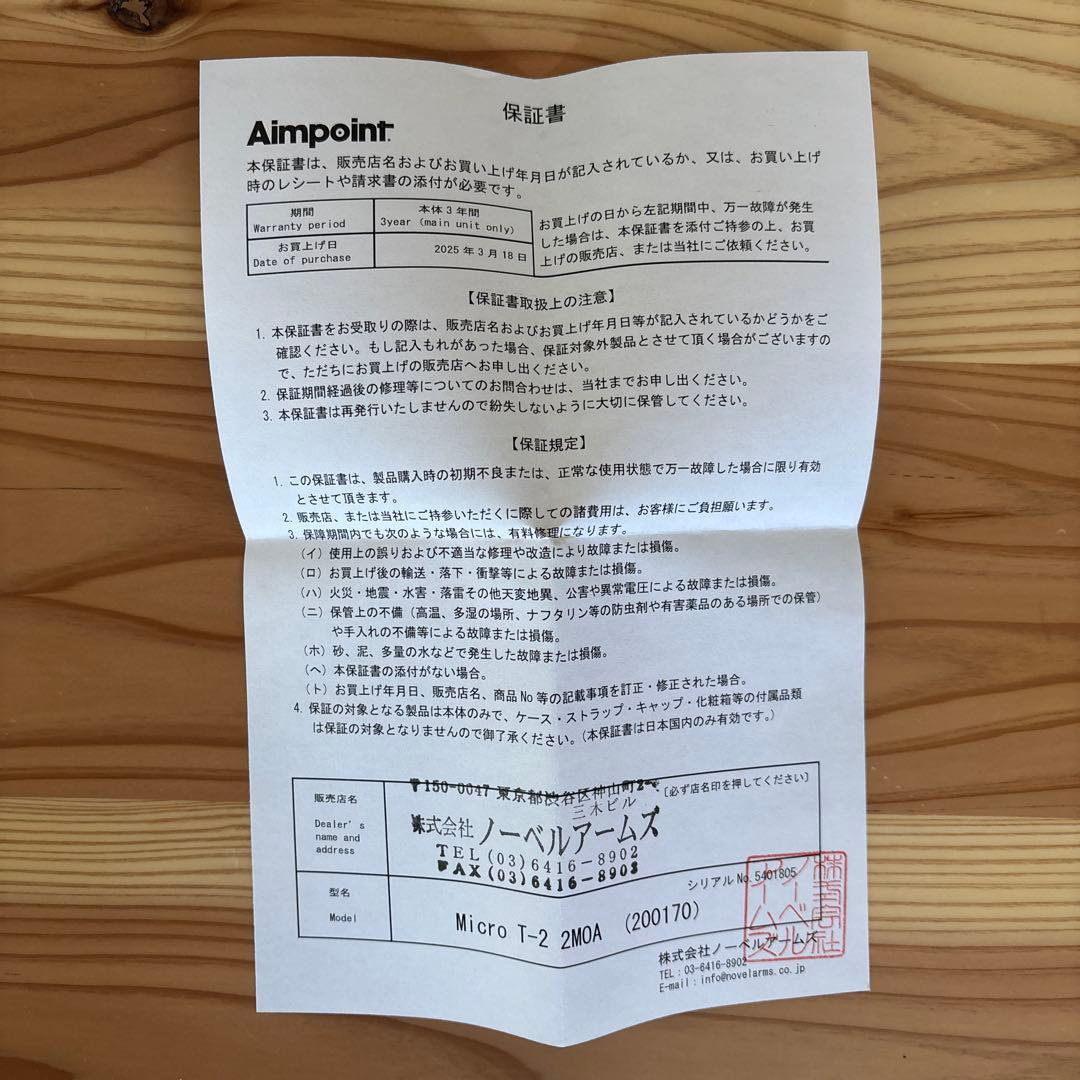 保証書
Aimpoint
本保証書は、販売店名およびお買い上げ年月日が記入されているか、又は、お買い上げ
時のレシートや請求書の添付が必要です。
期間
Warranty period
本体3年間
3year (main unit only)
お買上げ日
Date of purchase
2025年3月18日
お買上げの日から左記期間中、万一故障が発生
した場合は、本保証書を添付ご持参の上、お買
上げの販売店、または当社にご依頼ください。
【保証書取扱上の注意】
1. 本保証書をお受取りの際は、販売店名およびお買上げ年月日等が記入されているかどうかをご
確認ください。もし記入もれがあった場合、保証対象外製品とさせて頂く場合がございますの
で、ただちにお買上げの販売店へお申し出ください。
2. 保証期間経過後の修理等についてのお問合わせは、当社までお申し出ください。
3. 本保証書は再発行いたしませんので紛失しないように大切に保管してください。
【保証規定】
1. この保証書は、製品購入時の初期不良または、正常な使用状態で万一故障した場合に限り有効
とさせて頂きます。
2. 販売店、または当社にご持参いただくに際しての諸費用は、お客様にご負担願います。
3. 保障期間内でも次のような場合には、有料修理になります。
(イ) 使用上の誤りおよび不適当な修理や改造により故障または損傷。
(ロ) お買上げ後の輸送・落下・衝撃等による故障または損傷。
(ハ) 火災・地震・水害・落雷その他天変地異、公害や異常電圧による故障または損傷。
(ニ) 保管上の不備(高温、多湿の場所、ナフタリン等の防虫剤や有害薬品のある場所での保管)
や手入れの不備等による故障または損傷。
(ホ) 砂、泥、多量の水などで発生した故障または損傷。
(ヘ) 本保証書の添付がない場合。
(ト) お買上げ年月日、販売店名、商品No等の記載事項を訂正・修正された場合。
4. 保証の対象となる製品は本体のみで、ケース・ストラップ・キャップ・化粧箱等の付属品類
は保証の対象となりませんので御了承ください。(本保証書は日本国内のみ有効です。)
販売店名
Dealer's
name and
address
〒150-0047 東京都渋谷区神山町2-
[必ず店名印を押してください]
三木ビル
株式会社 ノーベルアームズ
TEL(03)6416-8902
FAX(03)6416-8903
シリアルNo.5401805
型名
Model
Micro T-2 2MOA (200170)
株式会社ノーベルアームズ
株式会社ノーベルアームズ
TEL:03-6416-8902
E-mail:info@novelarms.co.jp